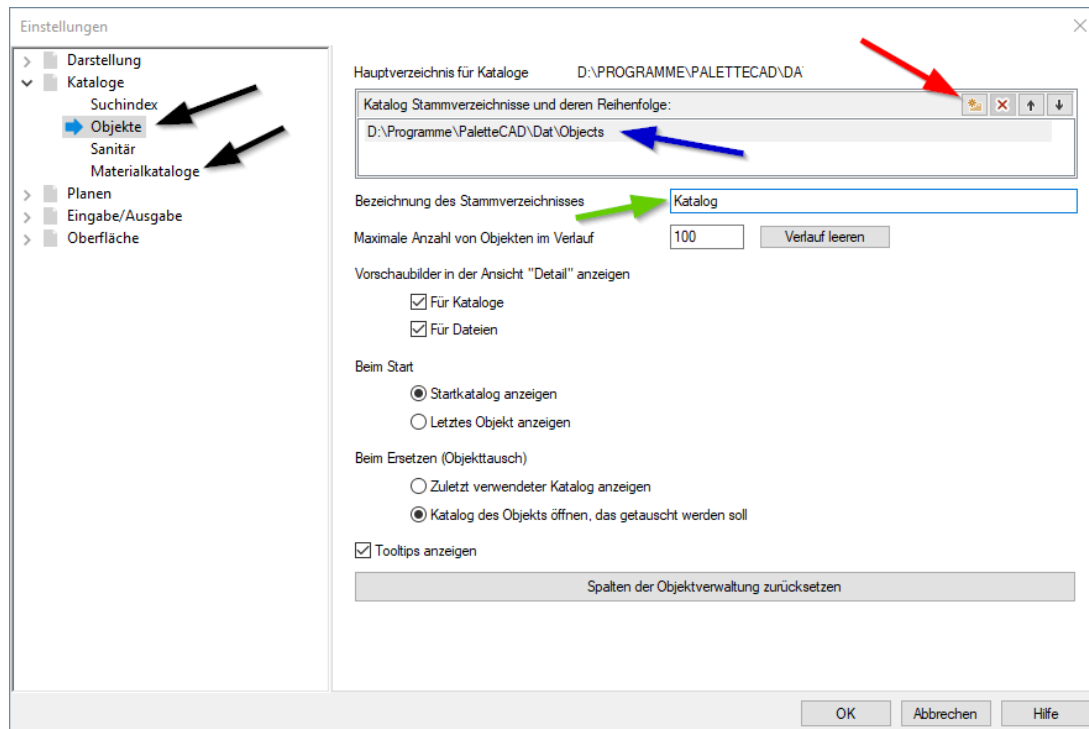 Einstellungen
Darstellung
Kataloge
Suchindex
Objekte
Sanitär
Materialkataloge
Planen
Eingabe/Ausgabe
Oberfläche
Hauptverzeichnis für Kataloge D:\PROGRAMME\PALETTECAD\DA
Katalog Stammverzeichnisse und deren Reihenfolge:
D:\Programme\PaletteCAD\Dat\Objects
Bezeichnung des Stammverzeichnisses Katalog
Maximale Anzahl von Objekten im Verlauf 100 Verlauf leeren
Vorschaubilder in der Ansicht "Detail" anzeigen
Für Kataloge
Für Dateien
Beim Start
Startkatalog anzeigen
Letztes Objekt anzeigen
Beim Ersetzen (Objekttausch)
Zuletzt verwendeter Katalog anzeigen
Katalog des Objekts öffnen, das getauscht werden soll
Tooltips anzeigen
Spalten der Objektverwaltung zurücksetzen
OK Abbrechen Hilfe